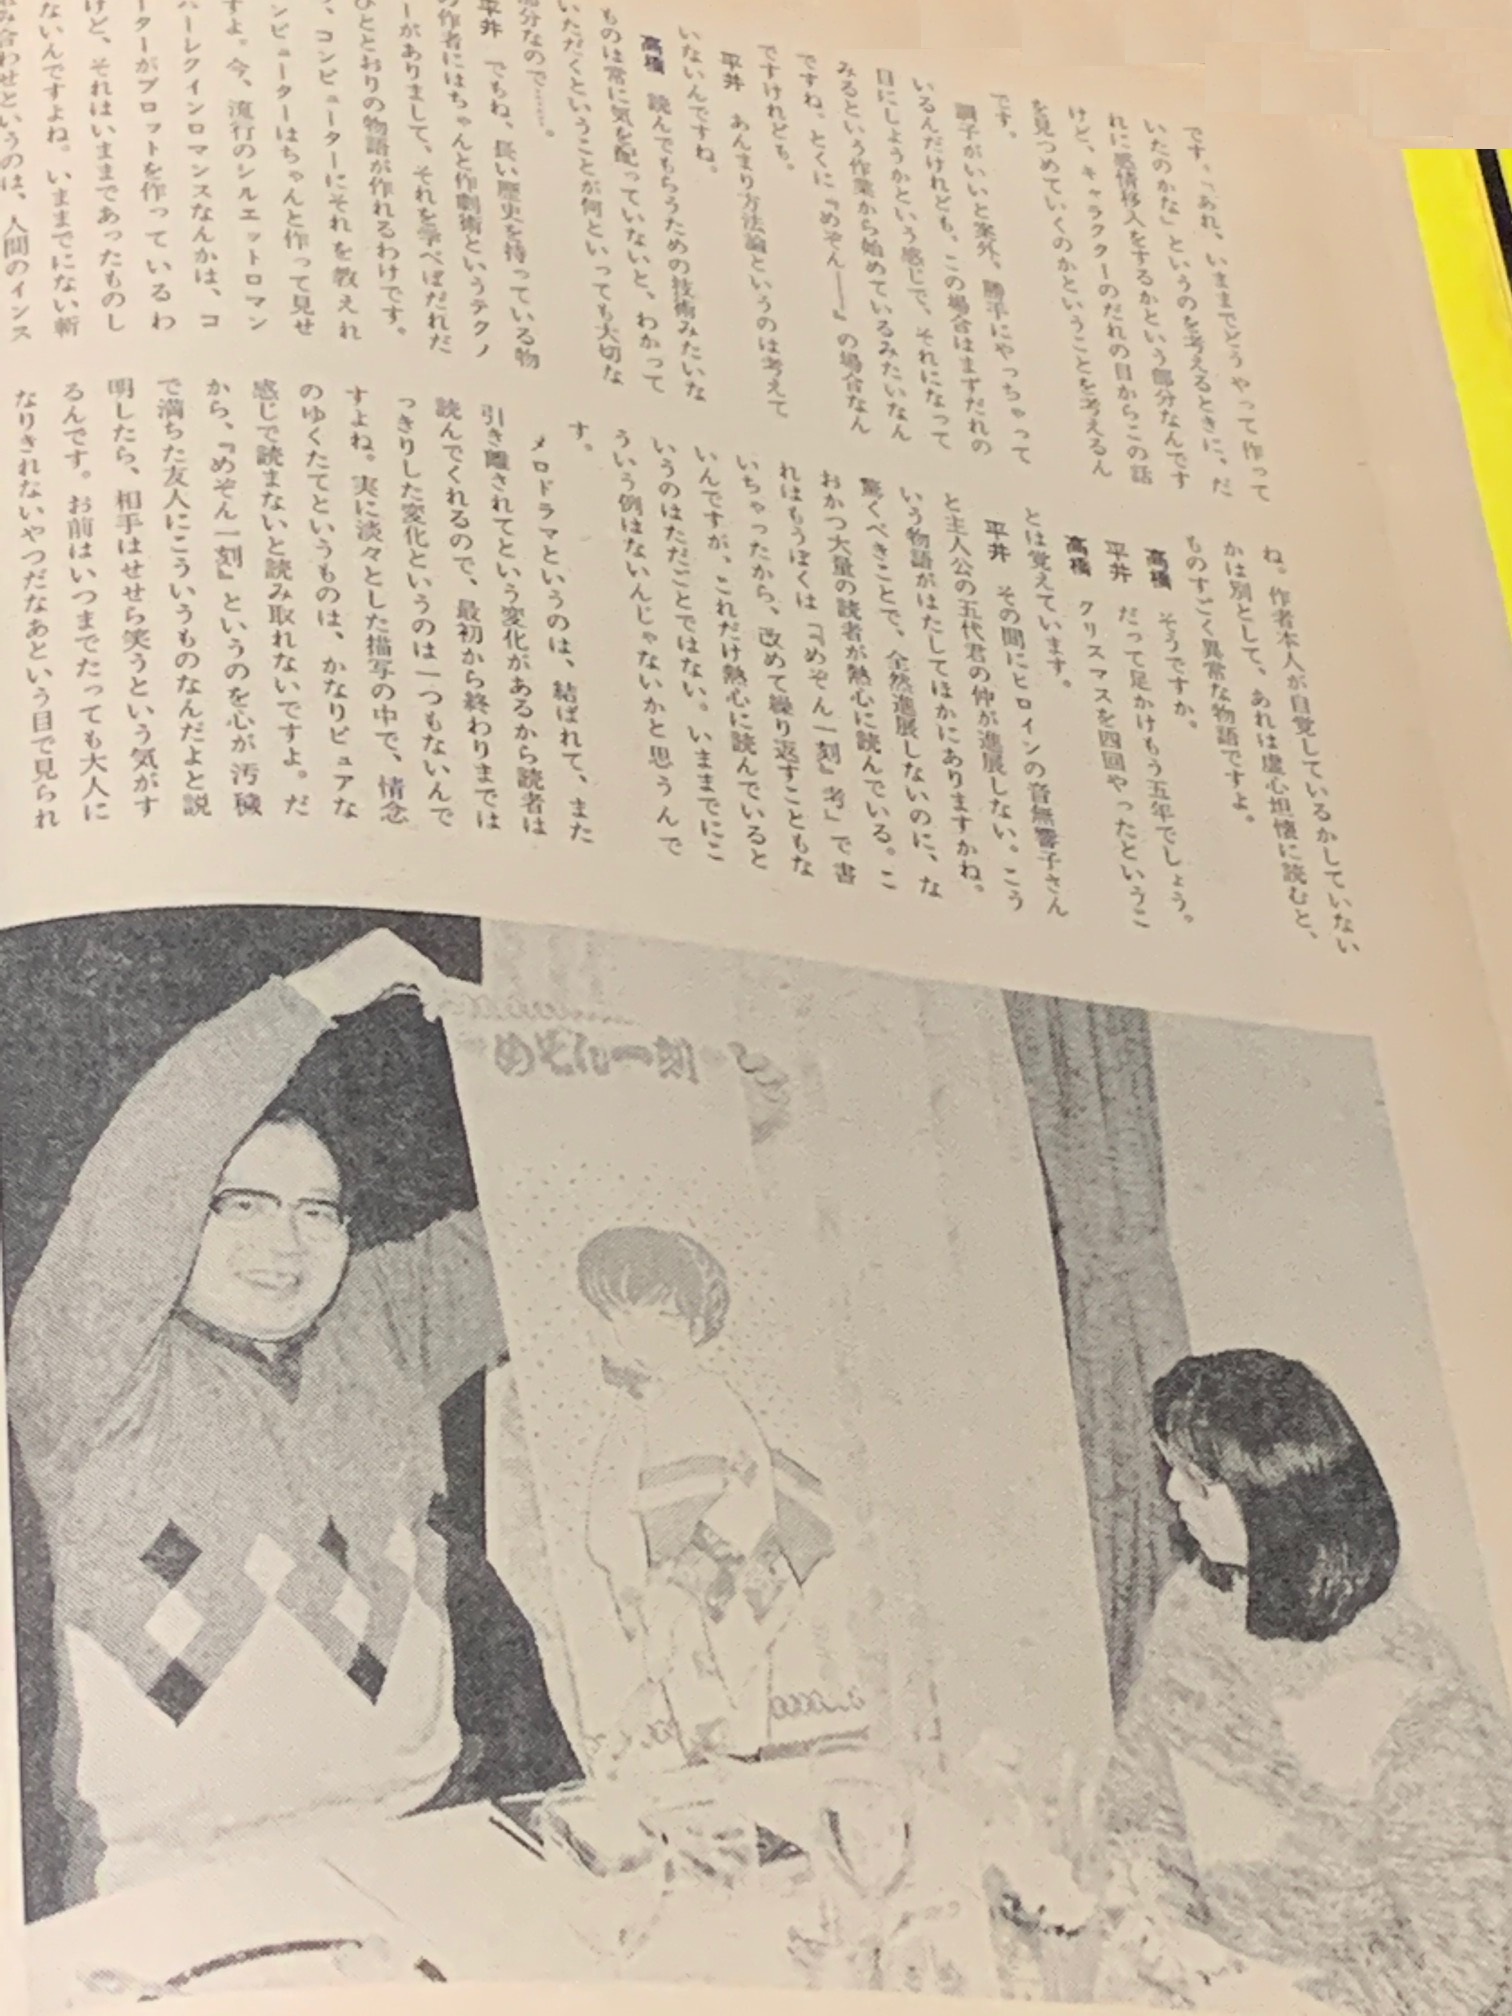 です。「あれ、いままでどうやって作って
いたのかな」というのを考えるときに、だ
れに感情移入をするかという部分なんです
けど、キャラクターのだれの目からこの話
を見つめていくのかということを考えるん
です。
調子がいいと案外、勝手にやっちゃって
いるんだけれども、この場合はまずだれの
目にしようかという感じで、それになって
みるという作業から始めているみたいなん
ですね。とくに『めぞん――』の場合なん
ですけれども。
平井 あんまり方法論というのは考えて
いないんですね。
高橋 読んでもらうための技術みたいな
ものは常に気を配っていないと、わかって
いただくということが何といっても大切な
部分なので……。
平井 でもね、長い歴史を持っている物
の作者にはちゃんと作劇術というテクノ
ーがありまして、それを学べばだれだ
ひととおりの物語が作れるわけです。
、コンピューターにそれを教えれ
ンピューターはちゃんと作って見せ
すよ。今、流行のシルエットロマン
ハーレクインロマンスなんかは、コ
ーターがプロットを作っているわ
けど、それはいままであったものし
ないんですよね。いままでにない斬
み合わせというのは、人間のインス
ね。作者本人が自覚しているかしていない
かは別として、あれは虚心坦懐に読むと、
ものすごく異常な物語ですよ。
高橋 そうですか。
平井 だって足かけもう五年でしょう。
高橋 クリスマスを四回やったというこ
とは覚えています。
平井 その間にヒロインの音無響子さん
と主人公の五代君の仲が進展しない。こう
いう物語がはたしてほかにありますかね。
驚くべきことで、全然進展しないのに、な
おかつ大量の読者が熱心に読んでいる。こ
れはもうぼくは「『めぞん一刻』考」で書
いちゃったから、改めて繰り返すこともな
いんですが、これだけ熱心に読んでいると
いうのはただごとではない。いままでにこ
ういう例はないんじゃないかと思うんで
す。
メロドラマというのは、結ばれて、また
引き離されてという変化があるから読者は
読んでくれるので、最初から終わりまでは
っきりした変化というのは一つもないんで
すよね。実に淡々とした描写の中で、情念
のゆくたてというものは、かなりピュアな
感じで読まないと読み取れないですよ。だ
から、『めぞん一刻』というのを心が汚穢
で満ちた友人にこういうものなんだよと説
明したら、相手はせせら笑うという気がす
るんです。お前はいつまでたっても大人に
なりきれないやつだなあという目で見られ
めぞん一刻